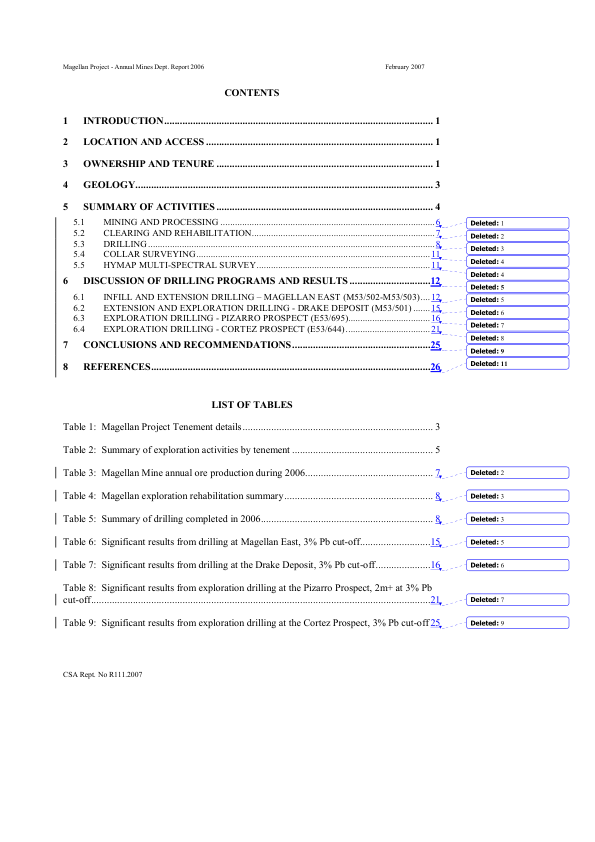 Magellan Project - Annual Mines Dept. Report 2006 February 2007
CONTENTS
1 INTRODUCTION.......... 1
2 LOCATION AND ACCESS.......... 1
3 OWNERSHIP AND TENURE.......... 1
4 GEOLOGY.......... 3
5 SUMMARY OF ACTIVITIES.......... 4
5.1 MINING AND PROCESSING.......... 6 Deleted: 1
5.2 CLEARING AND REHABILITATION.......... 7 Deleted: 2
5.3 DRILLING.......... 8 Deleted: 3
5.4 COLLAR SURVEYING.......... 11 Deleted: 4
5.5 HYMAP MULTI-SPECTRAL SURVEY.......... 11 Deleted: 4
6 DISCUSSION OF DRILLING PROGRAMS AND RESULTS.......... 12 Deleted: 5
6.1 INFILL AND EXTENSION DRILLING – MAGELLAN EAST (M53/502-M53/503).... 12 Deleted: 5
6.2 EXTENSION AND EXPLORATION DRILLING - DRAKE DEPOSIT (M53/501)....... 15 Deleted: 6
6.3 EXPLORATION DRILLING - PIZARRO PROSPECT (E53/695).......... 16 Deleted: 7
6.4 EXPLORATION DRILLING - CORTEZ PROSPECT (E53/644).......... 21 Deleted: 8
7 CONCLUSIONS AND RECOMMENDATIONS.......... 25 Deleted: 9
8 REFERENCES.......... 26 Deleted: 11
LIST OF TABLES
Table 1: Magellan Project Tenement details.......... 3
Table 2: Summary of exploration activities by tenement.......... 5
Table 3: Magellan Mine annual ore production during 2006.......... 7 Deleted: 2
Table 4: Magellan exploration rehabilitation summary.......... 8 Deleted: 3
Table 5: Summary of drilling completed in 2006.......... 8 Deleted: 3
Table 6: Significant results from drilling at Magellan East, 3% Pb cut-off.......... 15 Deleted: 5
Table 7: Significant results from drilling at the Drake Deposit, 3% Pb cut-off.......... 16 Deleted: 6
Table 8: Significant results from exploration drilling at the Pizarro Prospect, 2m+ at 3% Pb
cut-off.......... 21 Deleted: 7
Table 9: Significant results from exploration drilling at the Cortez Prospect, 3% Pb cut-off 25 Deleted: 9
CSA Rept. No R111.2007